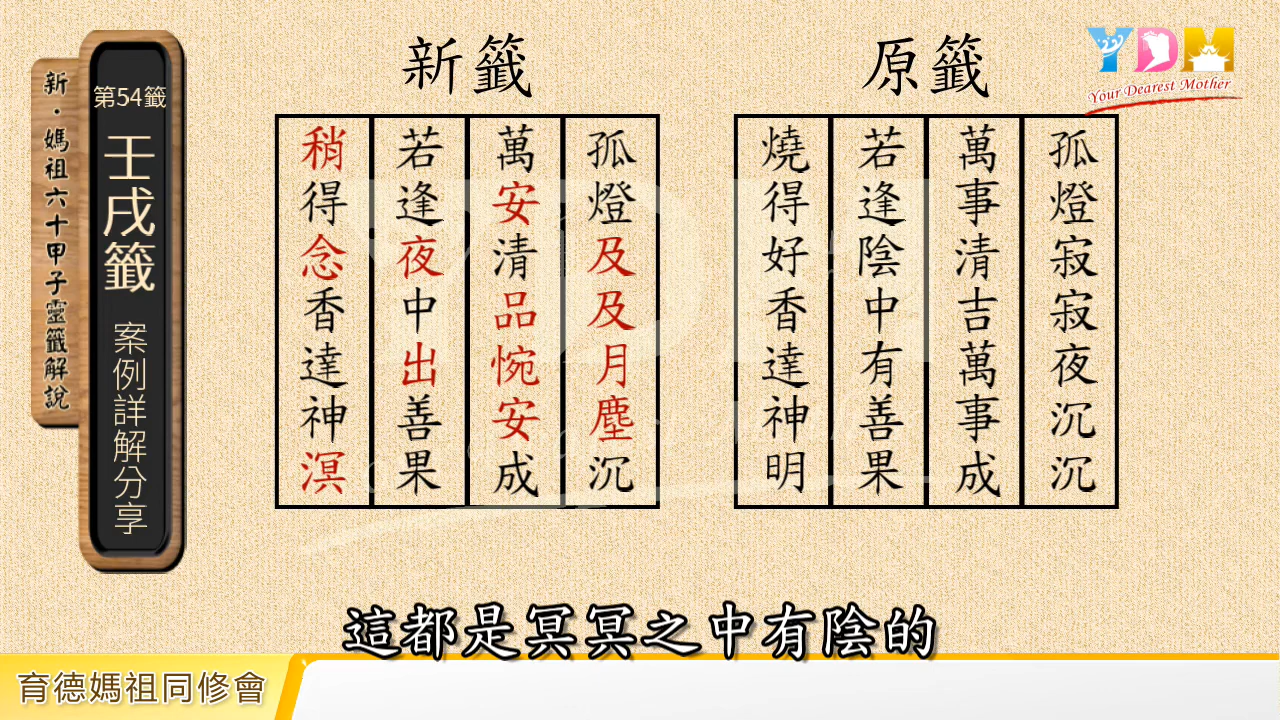 新．媽祖六十甲子靈籤解說
第54籤
壬戌籤
案例詳解分享
原籤
孤燈寂寂夜沉沉
萬事清吉萬事成
若逢陰中有善果
燒得好香達神明
新籤
孤燈及及月塵沉
萬安清品惋安成
若逢夜中出善果
稍得念香達神溟
YDM
Your Dearest Mother
這都是冥冥之中有陰的
育德媽祖同修會